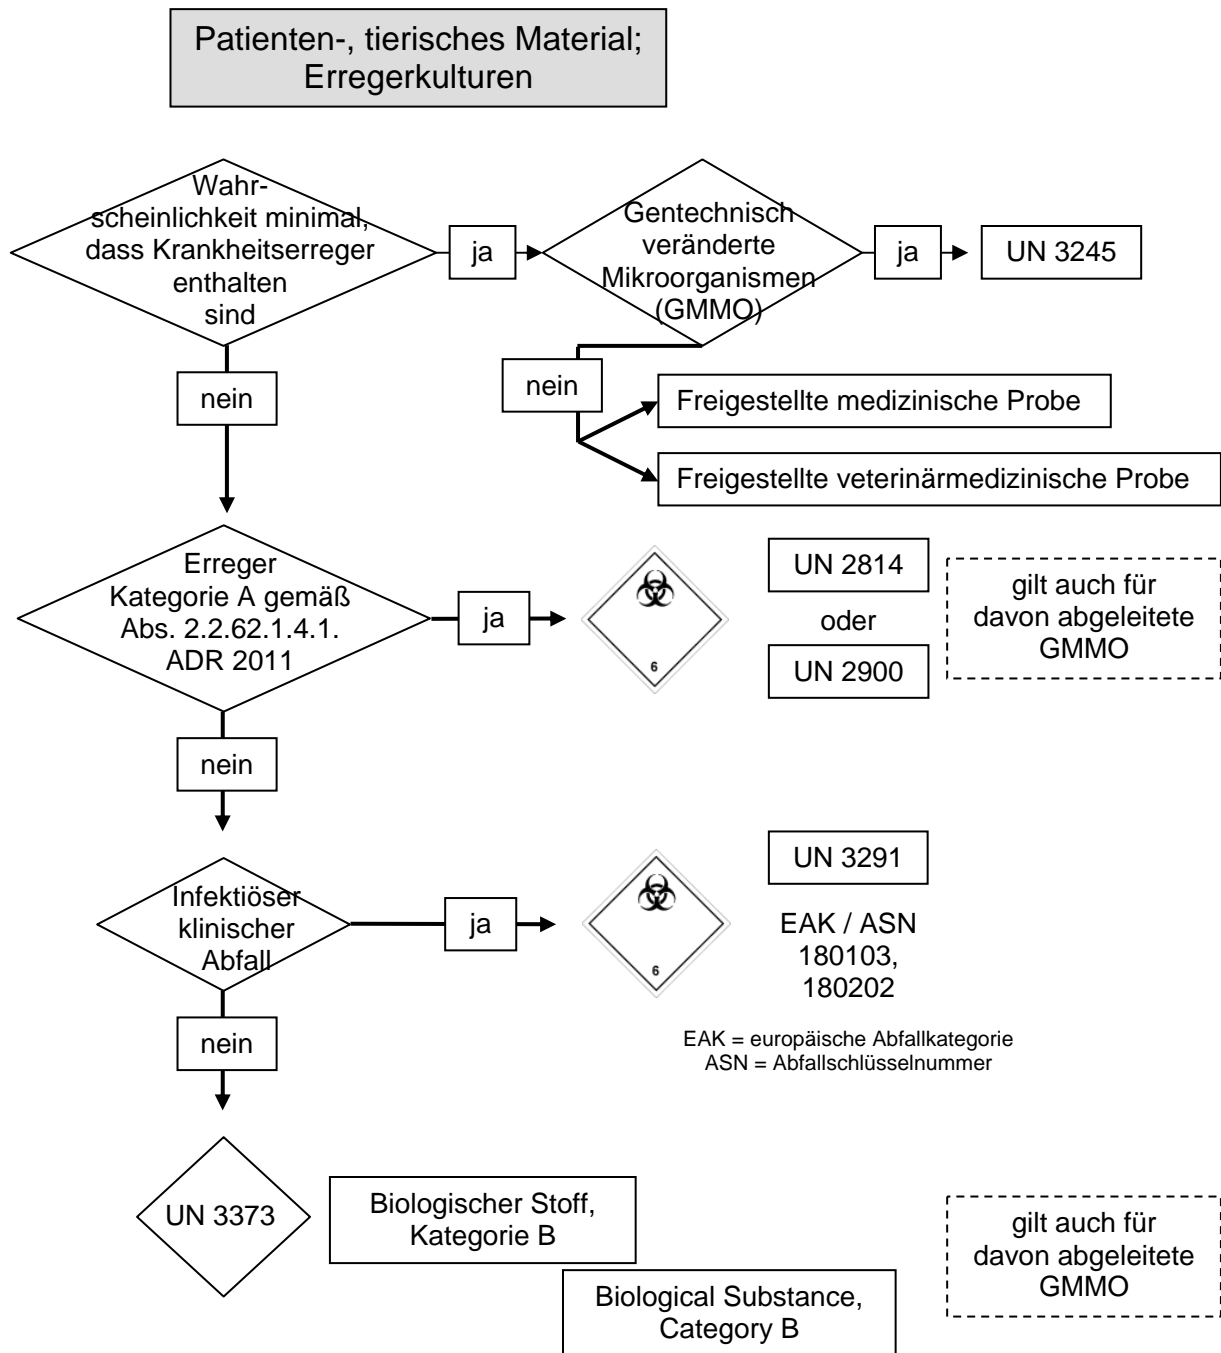 Patienten-, tierisches Material;
Erregerkulturen
Wahr-
scheinlichkeit minimal,
dass Krankheitserreger
enthalten
sind
ja
Gentechnisch
veränderte
Mikroorganismen
(GMMO)
ja
UN 3245
nein
nein
Freigestellte medizinische Probe
Freigestellte veterinärmedizinische Probe
Erreger
Kategorie A gemäß
Abs. 2.2.62.1.4.1.
ADR 2011
ja
6
UN 2814
oder
UN 2900
gilt auch für
davon abgeleitete
GMMO
nein
Infektiöser
klinischer
Abfall
ja
6
UN 3291
EAK / ASN
180103,
180202
EAK = europäische Abfallkategorie
ASN = Abfallschlüsselnummer
nein
UN 3373
Biologischer Stoff,
Kategorie B
Biological Substance,
Category B
gilt auch für
davon abgeleitete
GMMO